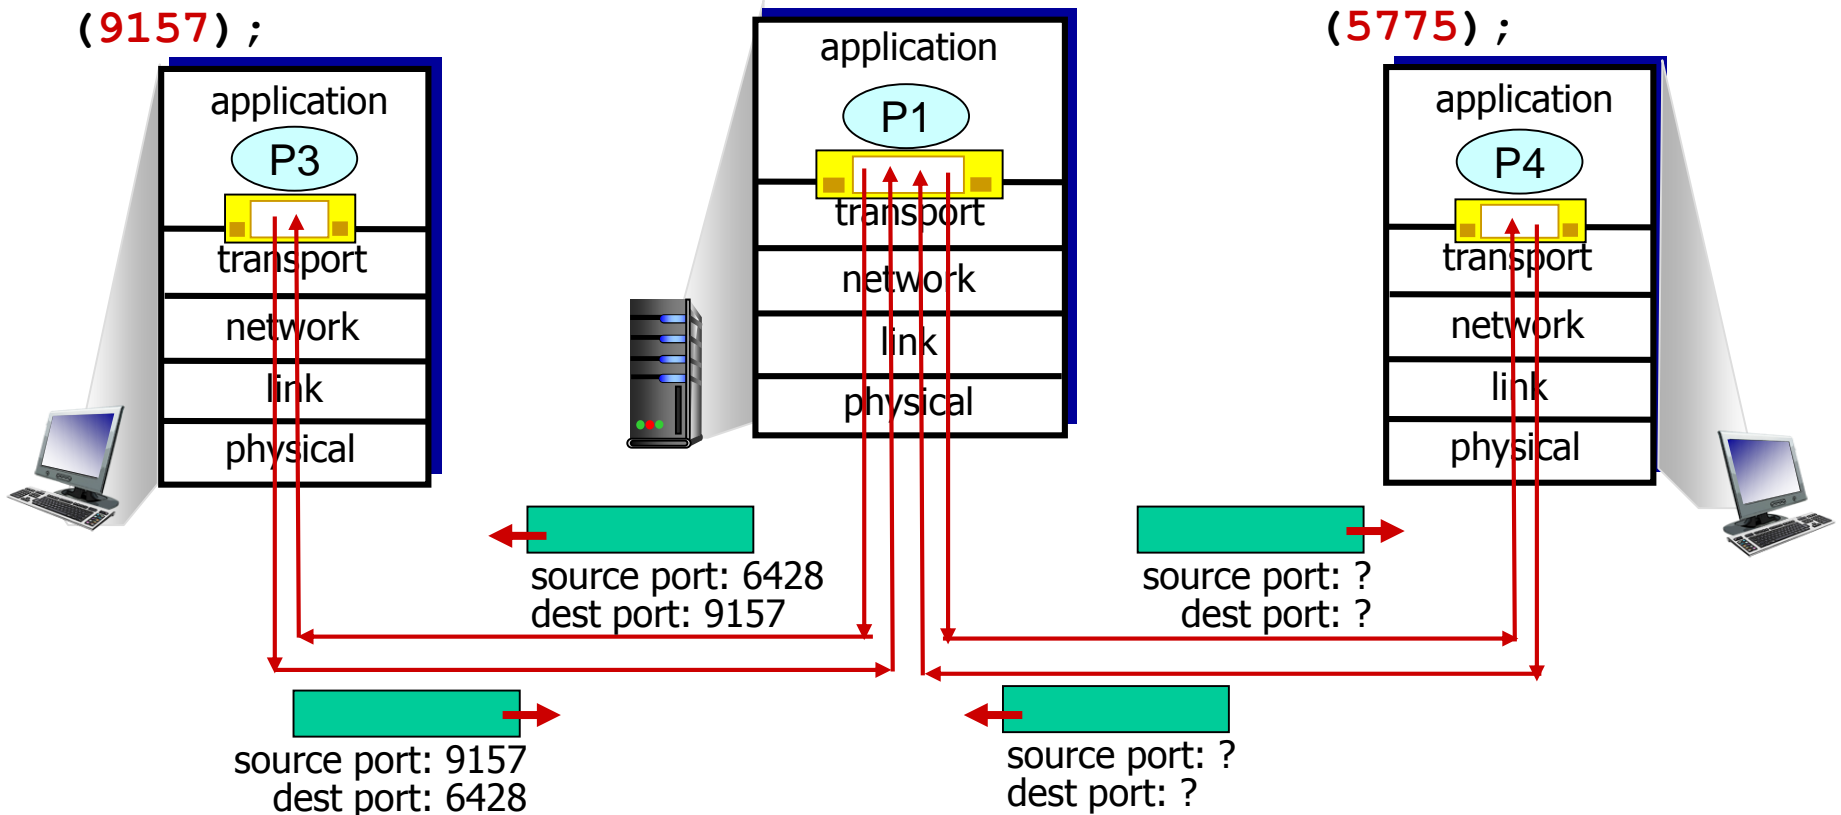 (9157);
application
P3
transport
network
link
physical
application
P1
transport
network
link
physical
(5775);
application
P4
transport
network
link
physical
source port: 6428
dest port: 9157
source port: ?
dest port: ?
source port: 9157
dest port: 6428
source port: ?
dest port: ?